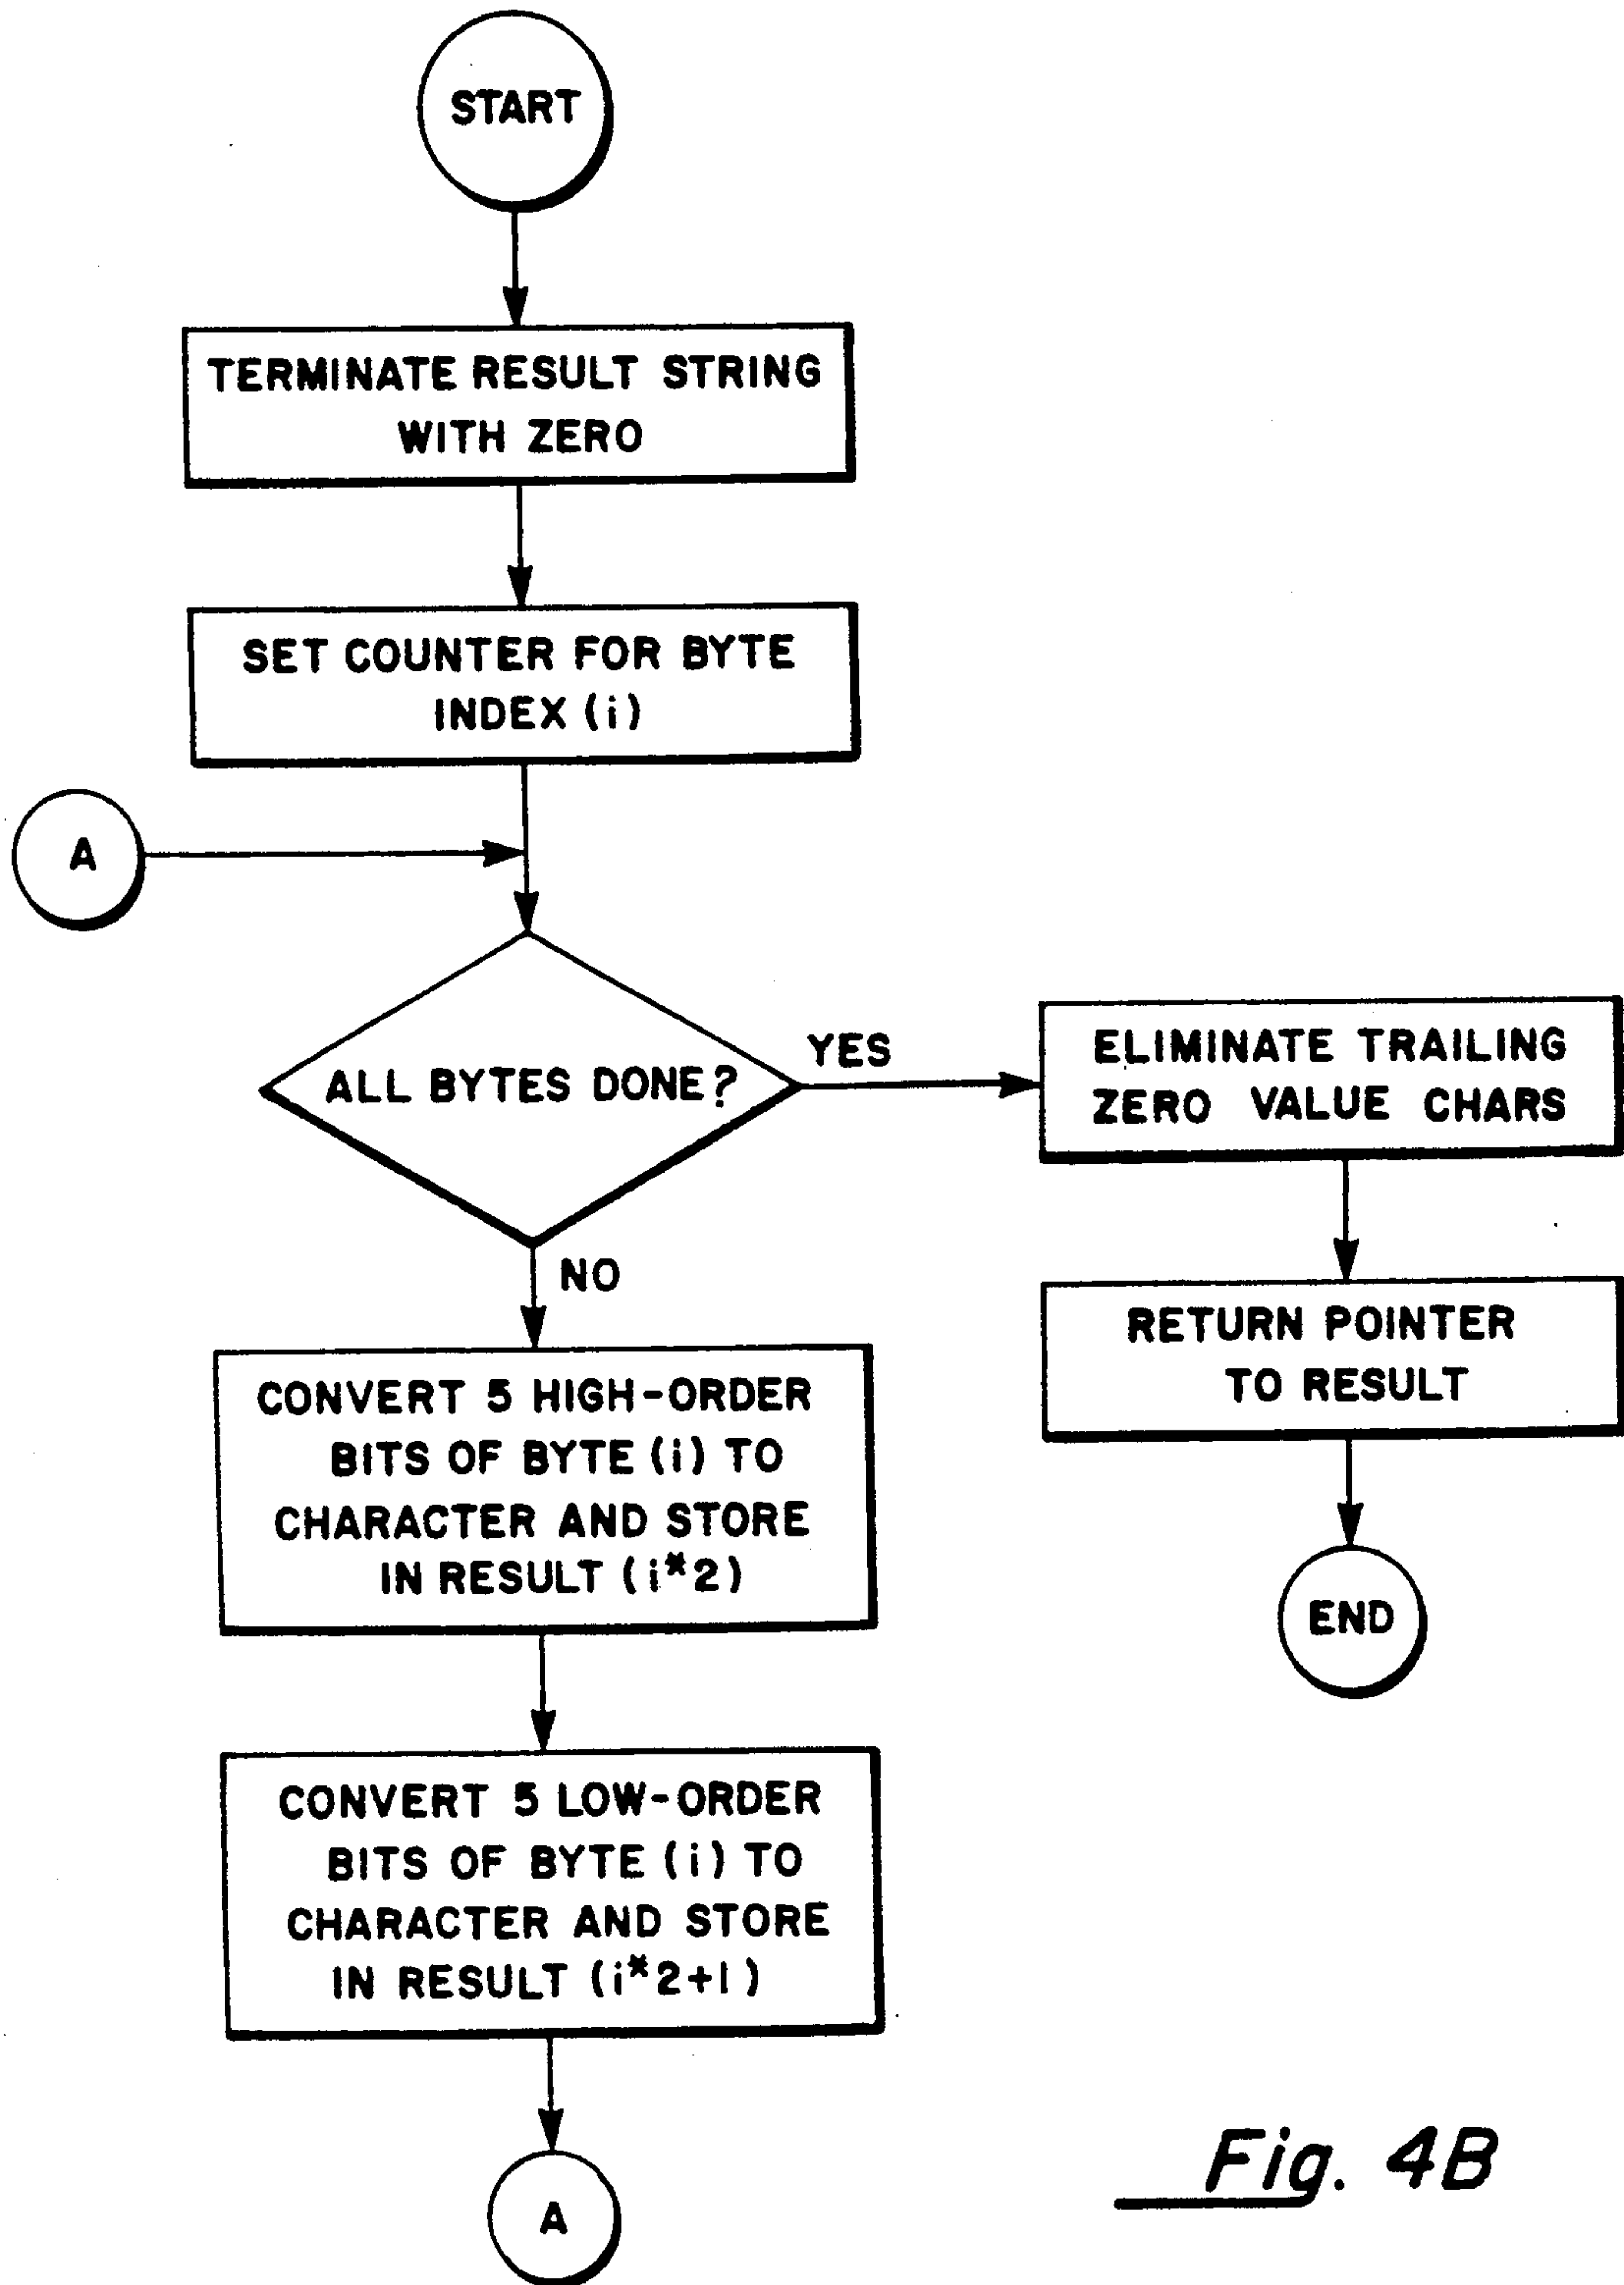 START
TERMINATE RESULT STRING
WITH ZERO
SET COUNTER FOR BYTE
INDEX (i)
A
ALL BYTES DONE?
YES
NO
ELIMINATE TRAILING
ZERO VALUE CHARS
RETURN POINTER
TO RESULT
END
CONVERT 5 HIGH-ORDER
BITS OF BYTE (i) TO
CHARACTER AND STORE
IN RESULT (i*2)
CONVERT 5 LOW-ORDER
BITS OF BYTE (i) TO
CHARACTER AND STORE
IN RESULT (i*2+1)
A
Fig. 4B